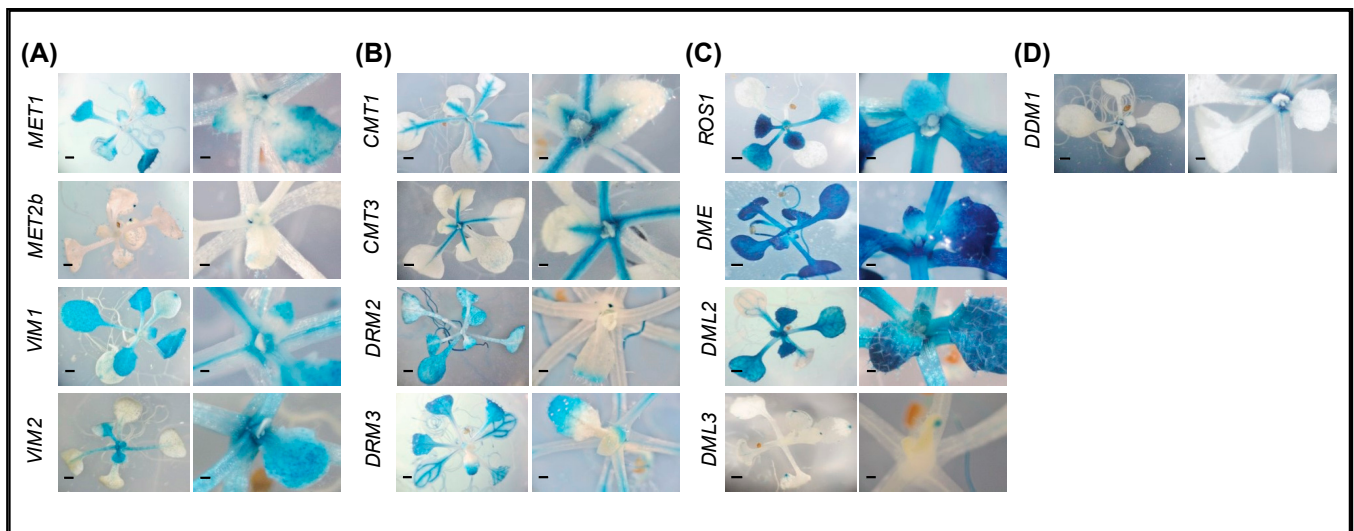 (A) (B) (C) (D)
MET1 CMT1 ROS1 DDM1
MET2b CMT3 DME
VIM1 DRM2 DML2
VIM2 DRM3 DML3